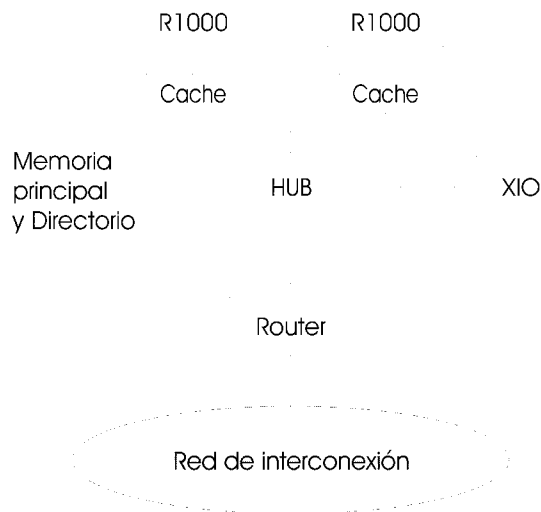 R1000 R1000
Cache Cache
Memoria
principal
y Directorio
HUB
XIO
Router
Red de interconexión